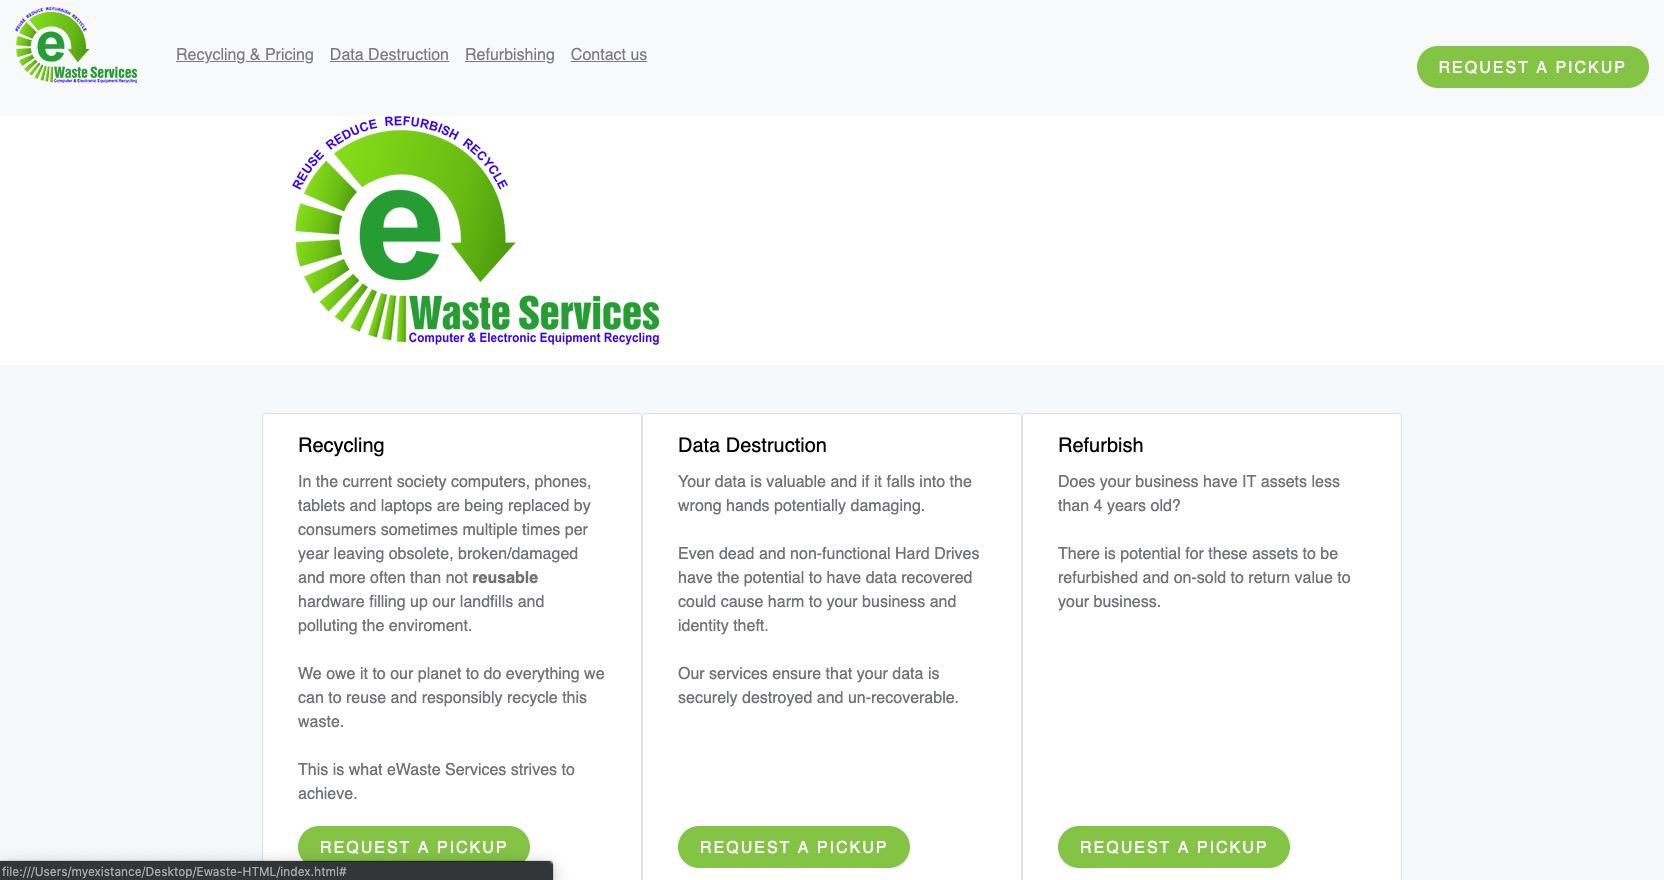 REUSE REDUCE REFURBISH RECYCLE
e
Waste Services
Computer & Electronic Equipment Recycling
Recycling & Pricing
Data Destruction
Refurbishing
Contact us
REQUEST A PICKUP
REUSE REDUCE REFURBISH RECYCLE
e
Waste Services
Computer & Electronic Equipment Recycling
Recycling
In the current society computers, phones,
tablets and laptops are being replaced by
consumers sometimes multiple times per
year leaving obsolete, broken/damaged
and more often than not reusable
hardware filling up our landfills and
polluting the enviroment.
We owe it to our planet to do everything we
can to reuse and responsibly recycle this
waste.
This is what eWaste Services strives to
achieve.
REQUEST A PICKUP
Data Destruction
Your data is valuable and if it falls into the
wrong hands potentially damaging.
Even dead and non-functional Hard Drives
have the potential to have data recovered
could cause harm to your business and
identity theft.
Our services ensure that your data is
securely destroyed and un-recoverable.
REQUEST A PICKUP
Refurbish
Does your business have IT assets less
than 4 years old?
There is potential for these assets to be
refurbished and on-sold to return value to
your business.
REQUEST A PICKUP
file:///Users/myexistance/Desktop/Ewaste-HTML/index.html#